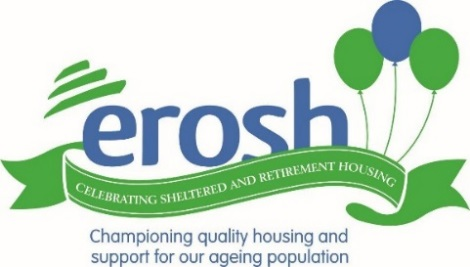 erosh
CELEBRATING SHELTERED AND RETIREMENT HOUSING
Championing quality housing and
support for our ageing population